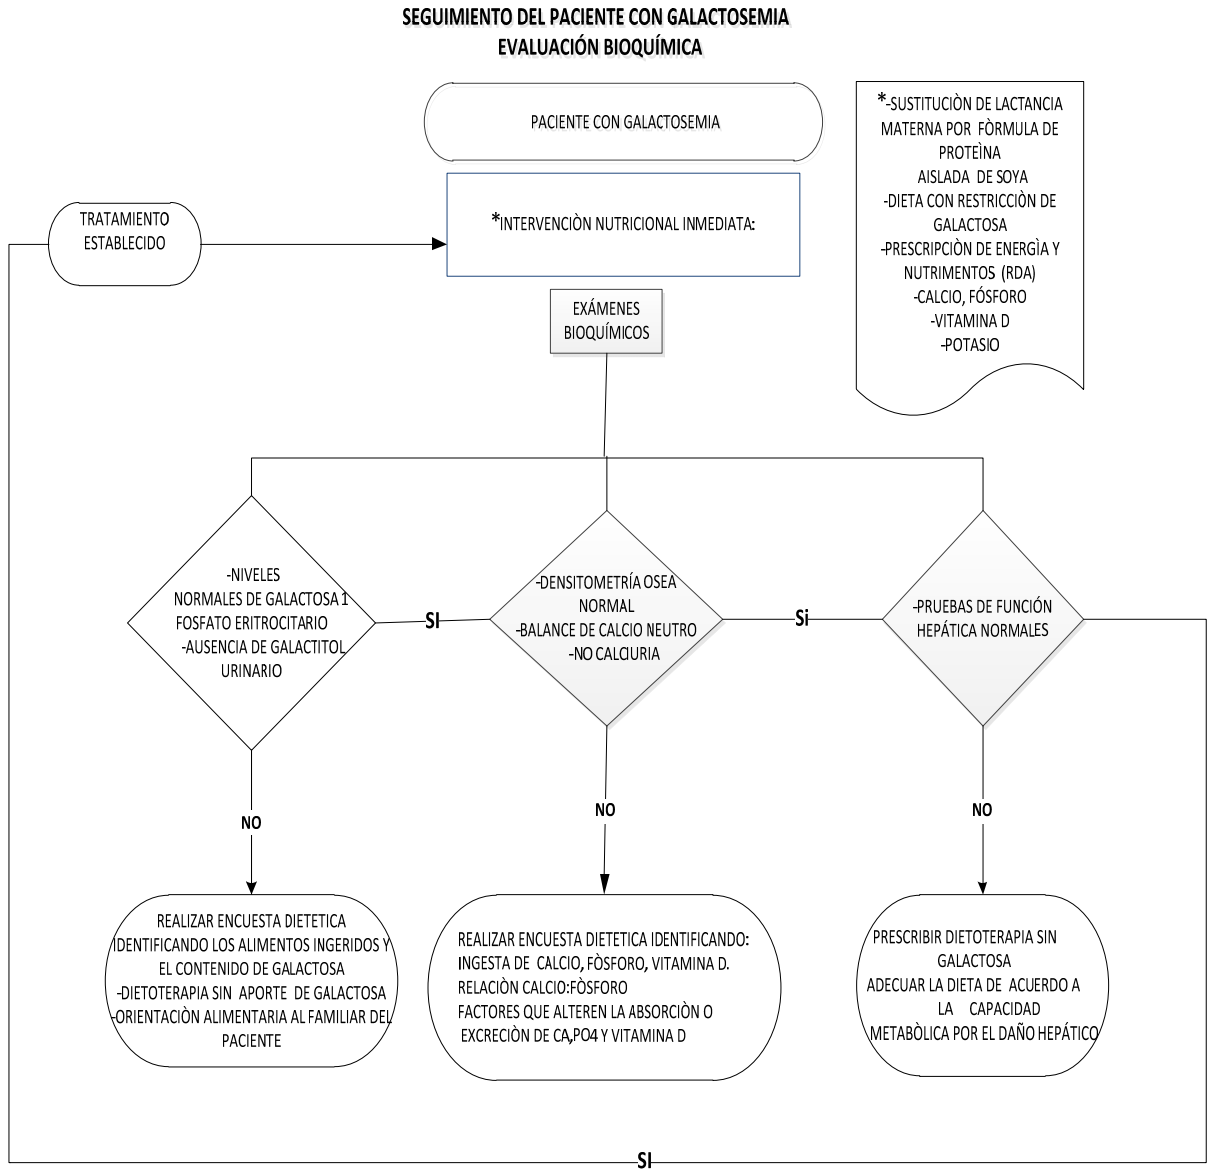 SEGUIMIENTO DEL PACIENTE CON GALACTOSEMIA
EVALUACIÓN BIOQUÍMICA
PACIENTE CON GALACTOSEMIA
*-SUSTITUCIÒN DE LACTANCIA
MATERNA POR FÒRMULA DE
PROTEÌNA
AISLADA DE SOYA
-DIETA CON RESTRICCIÒN DE
GALACTOSA
-PRESCRIPCIÒN DE ENERGÌA Y
NUTRIMENTOS (RDA)
-CALCIO, FÓSFORO
-VITAMINA D
-POTASIO
TRATAMIENTO
ESTABLECIDO
*INTERVENCIÒN NUTRICIONAL INMEDIATA:
EXÁMENES
BIOQUÍMICOS
-NIVELES
NORMALES DE GALACTOSA 1
FOSFATO ERITROCITARIO
-AUSENCIA DE GALACTITOL
URINARIO
SI
-DENSITOMETRÍA OSEA
NORMAL
-BALANCE DE CALCIO NEUTRO
-NO CALCIURIA
Si
-PRUEBAS DE FUNCIÓN
HEPÁTICA NORMALES
NO
NO
NO
REALIZAR ENCUESTA DIETETICA
IDENTIFICANDO LOS ALIMENTOS INGERIDOS Y
EL CONTENIDO DE GALACTOSA
-DIETOTERAPIA SIN APORTE DE GALACTOSA
-ORIENTACIÒN ALIMENTARIA AL FAMILIAR DEL
PACIENTE
REALIZAR ENCUESTA DIETETICA IDENTIFICANDO:
INGESTA DE CALCIO, FÒSFORO, VITAMINA D.
RELACIÒN CALCIO:FÒSFORO
FACTORES QUE ALTEREN LA ABSORCIÒN O
EXCRECIÒN DE CA,PO4 Y VITAMINA D
PRESCRIBIR DIETOTERAPIA SIN
GALACTOSA
ADECUAR LA DIETA DE ACUERDO A
LA CAPACIDAD
METABÒLICA POR EL DAÑO HEPÁTICO
SI